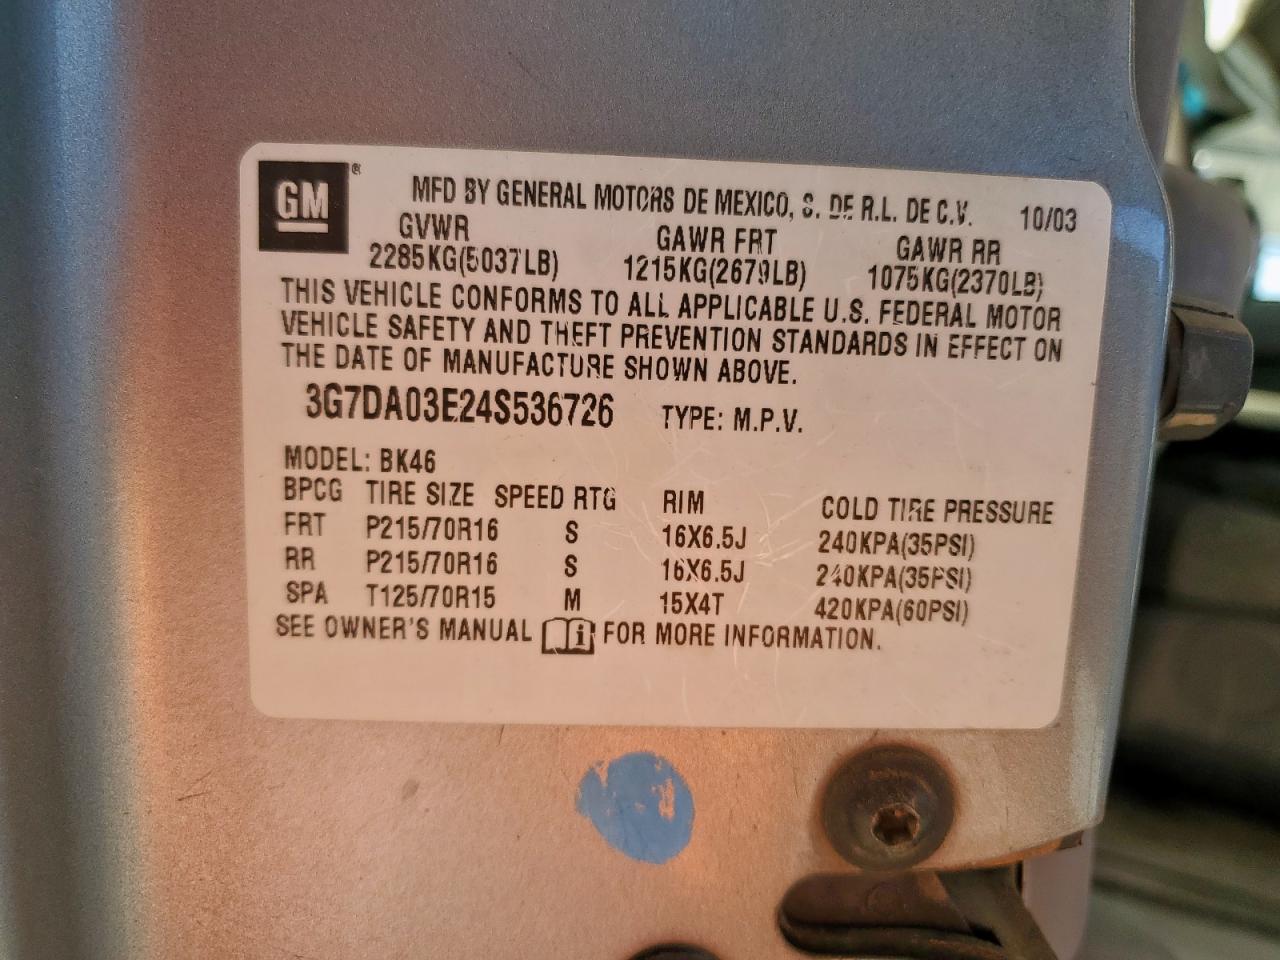 GM®
MFD BY GENERAL MOTORS DE MEXICO, S. DE R.L. DE C.V. 10/03
GVWR GAWR FRT GAWR RR
2285KG(5037LB) 1215KG(2679LB) 1075KG(2370LB)
THIS VEHICLE CONFORMS TO ALL APPLICABLE U.S. FEDERAL MOTOR
VEHICLE SAFETY AND THEFT PREVENTION STANDARDS IN EFFECT ON
THE DATE OF MANUFACTURE SHOWN ABOVE.
3G7DA03E24S536726 TYPE: M.P.V.
MODEL: BK46
BPCG TIRE SIZE SPEED RTG RIM COLD TIRE PRESSURE
FRT P215/70R16 S 16X6.5J 240KPA(35PSI)
RR P215/70R16 S 16X6.5J 240KPA(35PSI)
SPA T125/70R15 M 15X4T 420KPA(60PSI)
SEE OWNER'S MANUAL i FOR MORE INFORMATION.